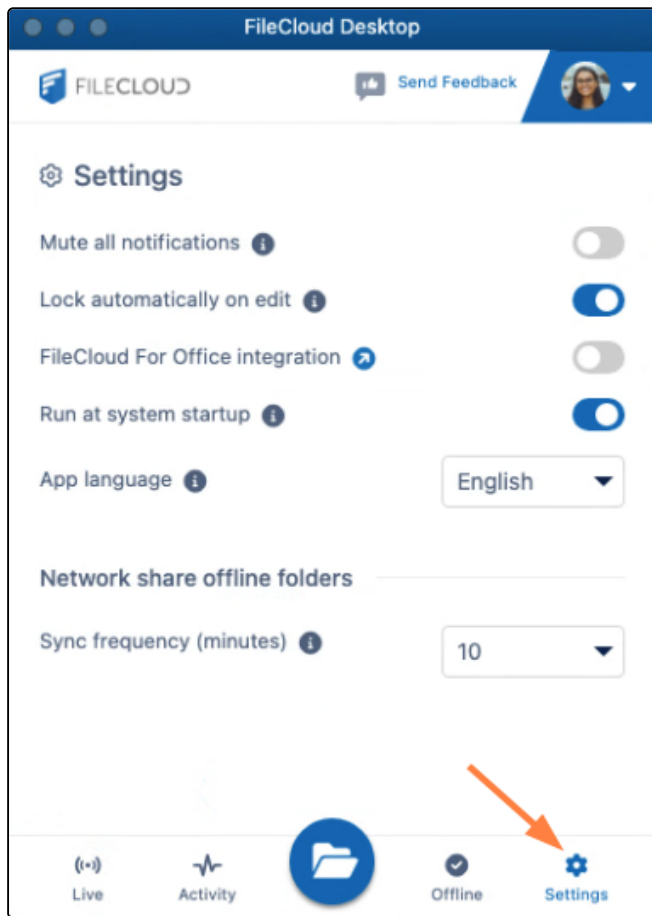 FileCloud Desktop
FILECLOUD
Send Feedback
Settings
Mute all notifications
Lock automatically on edit
FileCloud For Office integration
Run at system startup
App language
English
Network share offline folders
Sync frequency (minutes)
10
Live
Activity
Offline
Settings